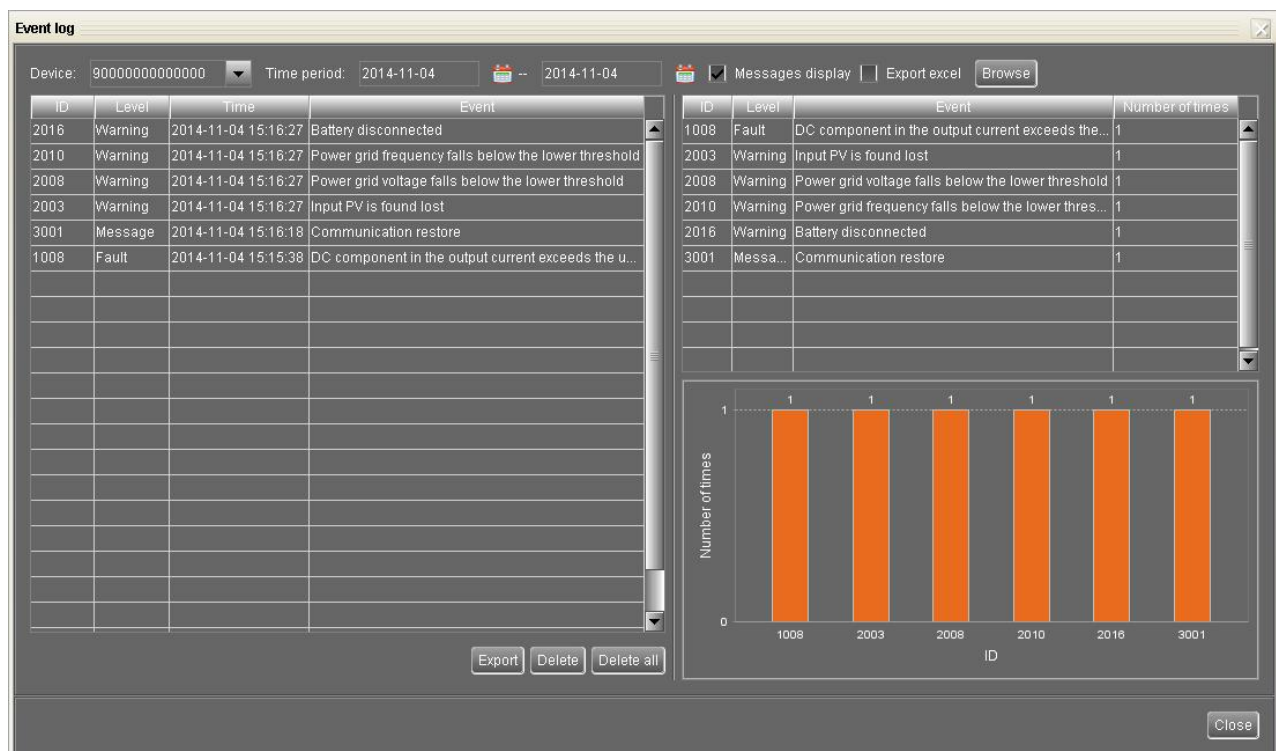 Event log
Device: 90000000000000 Time period: 2014-11-04 -- 2014-11-04 Messages display Export excel Browse
ID Level Time Event
2016 Warning 2014-11-04 15:16:27 Battery disconnected
2010 Warning 2014-11-04 15:16:27 Power grid frequency falls below the lower threshold
2008 Warning 2014-11-04 15:16:27 Power grid voltage falls below the lower threshold
2003 Warning 2014-11-04 15:16:27 Input PV is found lost
3001 Message 2014-11-04 15:16:18 Communication restore
1008 Fault 2014-11-04 15:15:38 DC component in the output current exceeds the u...
Export Delete Delete all
ID Level Event Number of times
1008 Fault DC component in the output current exceeds the... 1
2003 Warning Input PV is found lost 1
2008 Warning Power grid voltage falls below the lower threshold 1
2010 Warning Power grid frequency falls below the lower thres... 1
2016 Warning Battery disconnected 1
3001 Messa... Communication restore 1
1 1 1 1 1 1
1
Number of times
0
1008 2003 2008 2010 2016 3001
ID
Close